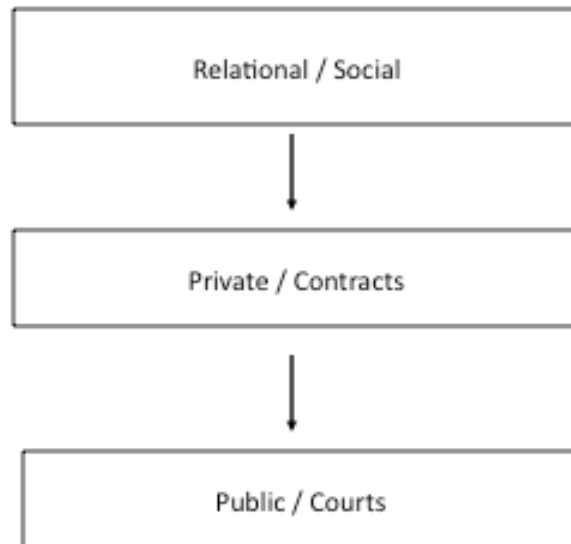 Relational / Social
Private / Contracts
Public / Courts